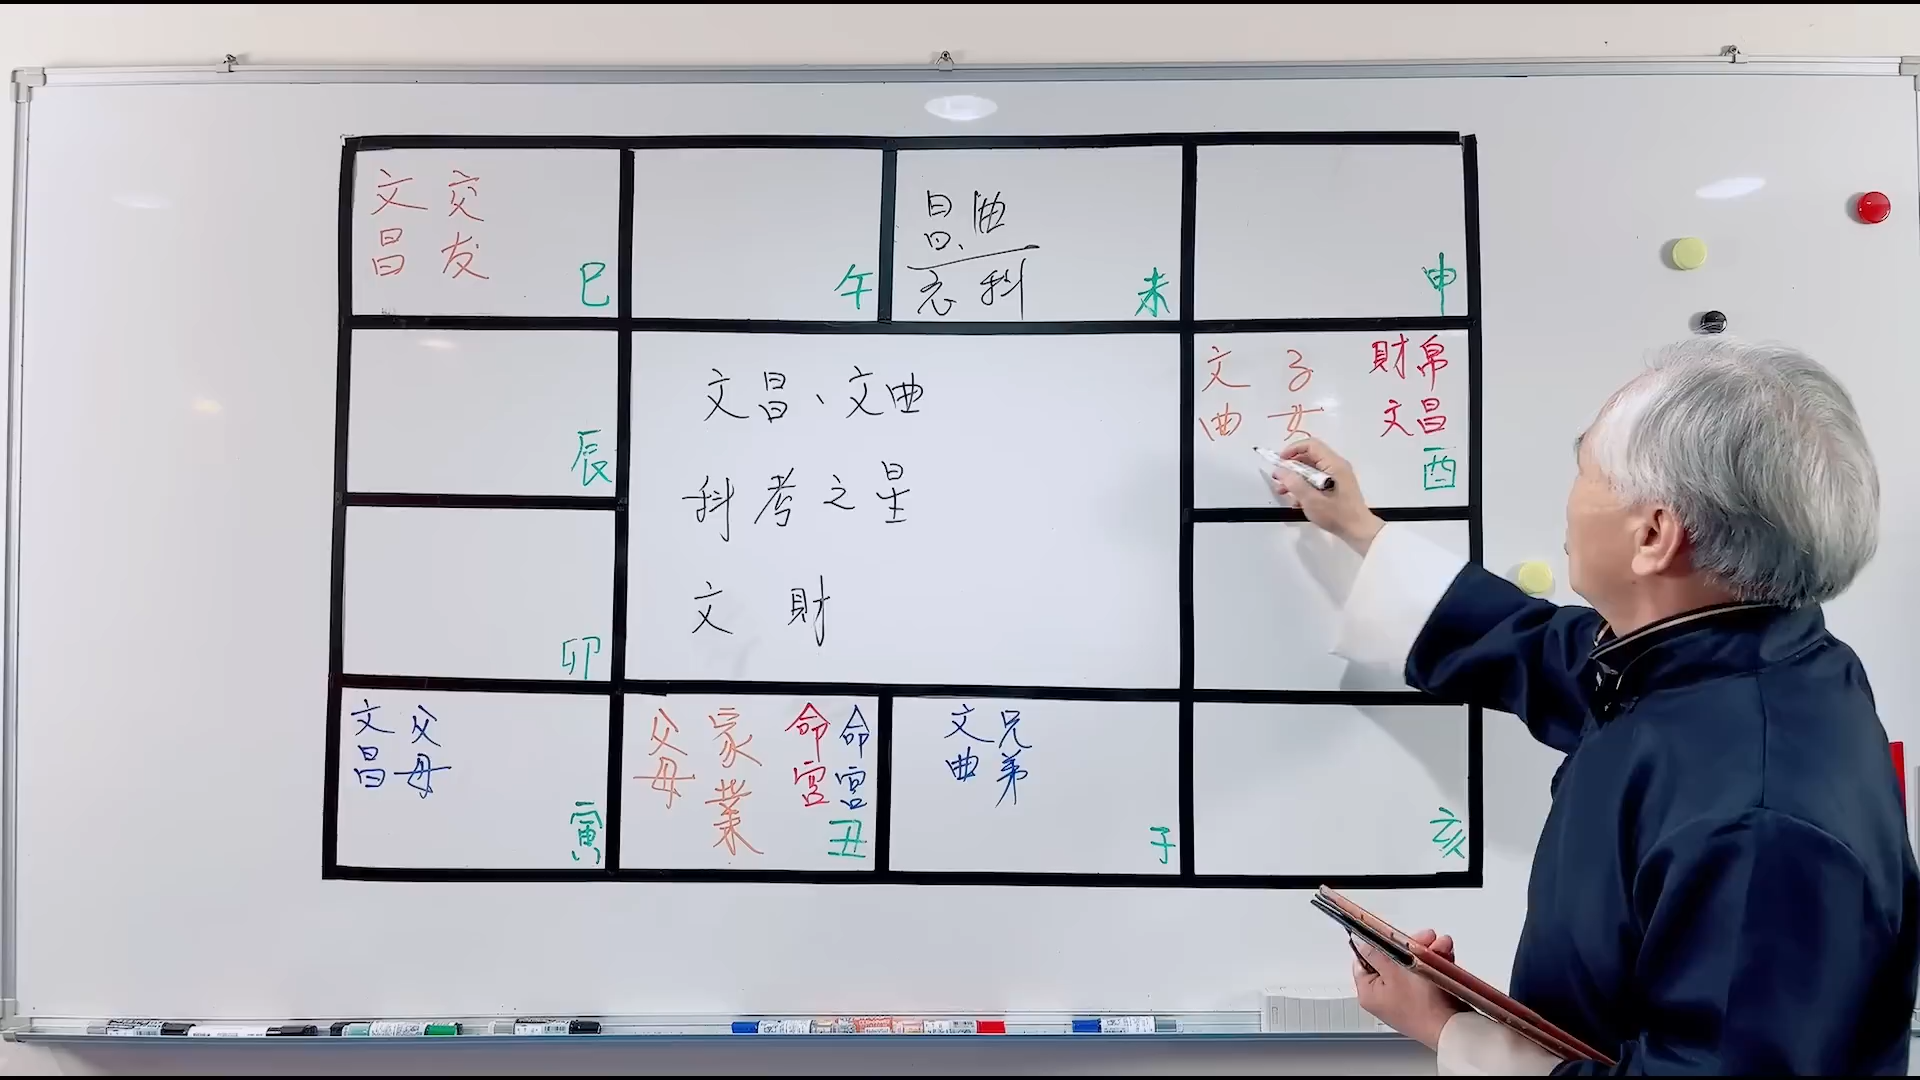 文昌
交友
巳
午
昌、曲
忌科
未
申
文昌、文曲
科考之星
文財
辰
文曲
子女
財帛
文昌
酉
卯
文昌
父母
寅
父母
家業
命宮
命宮
丑
文曲
兄弟
子
亥